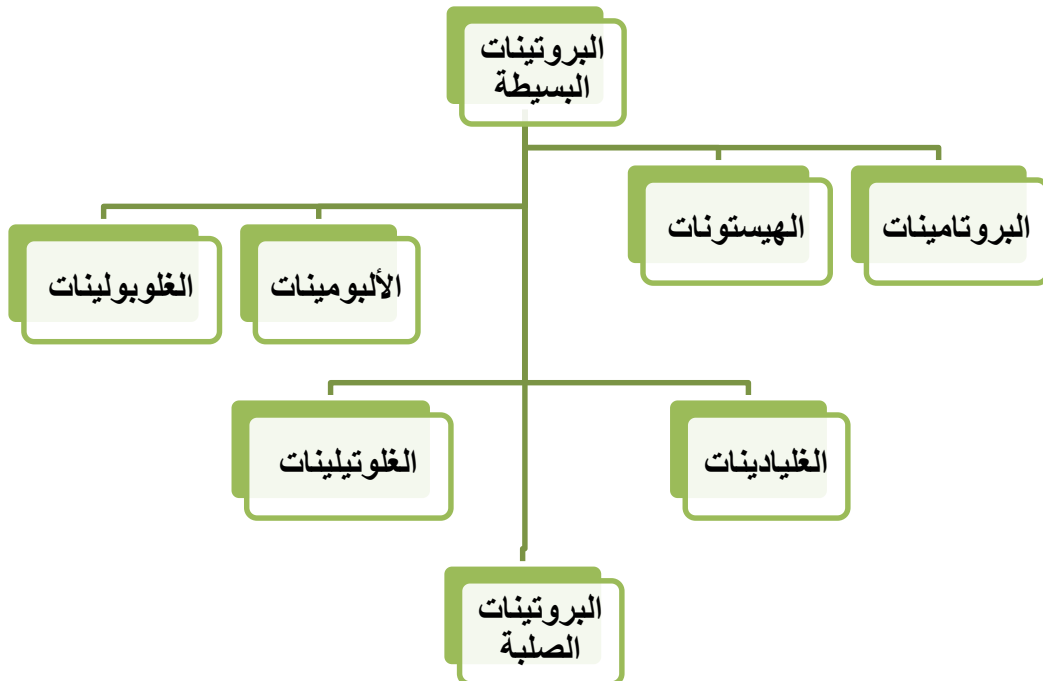 البروتينات
البسيطة
البروتامينات
الهيستونات
الألبومينات
الغلوبولينات
الغليادينات
الغلوتيلينات
البروتينات
الصلبة